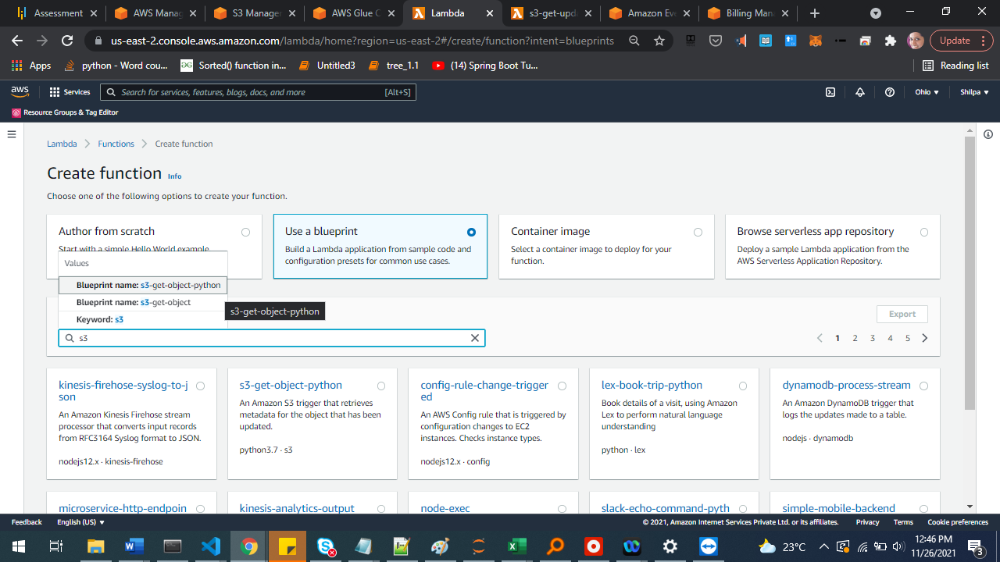 Assessment
AWS Manag
S3 Manager
AWS Glue C
Lambda
s3-get-upda
Amazon Eve
Billing Mana
us-east-2.console.aws.amazon.com/lambda/home?region=us-east-2#/create/function?intent=blueprints
Update
Apps
python - Word cou...
Sorted() function in...
Untitled3
tree_1.1
(14) Spring Boot Tu...
Reading list
aws
Services
Search for services, features, blogs, docs, and more
[Alt+S]
Ohio
Shilpa
Resource Groups & Tag Editor
Lambda
Functions
Create function
Create function Info
Choose one of the following options to create your function.
Author from scratch
Start with a simple Hello World example.
Use a blueprint
Build a Lambda application from sample code and
configuration presets for common use cases.
Container image
Select a container image to deploy for your
function.
Browse serverless app repository
Deploy a sample Lambda application from the
AWS Serverless Application Repository.
Values
Blueprint name: s3-get-object-python
Blueprint name: s3-get-object
Keyword: s3
s3-get-object-python
Export
s3
1 2 3 4 5
kinesis-firehose-syslog-to-j
son
An Amazon Kinesis Firehose stream
processor that converts input records
from RFC3164 Syslog format to JSON.
nodejs12.x · kinesis-firehose
s3-get-object-python
An Amazon S3 trigger that retrieves
metadata for the object that has been
updated.
python3.7 · s3
config-rule-change-trigger
ed
An AWS Config rule that is triggered by
configuration changes to EC2
instances. Checks instance types.
nodejs12.x · config
lex-book-trip-python
Book details of a visit, using Amazon
Lex to perform natural language
understanding
python · lex
dynamodb-process-stream
An Amazon DynamoDB trigger that
logs the updates made to a table.
nodejs · dynamodb
microservice-http-endpoin
kinesis-analytics-output
node-exec
slack-echo-command-pyth
simple-mobile-backend
Feedback
English (US)
© 2021, Amazon Internet Services Private Ltd. or its affiliates.
Privacy
Terms
Cookie preferences
23°C
12:46 PM
11/26/2021
3